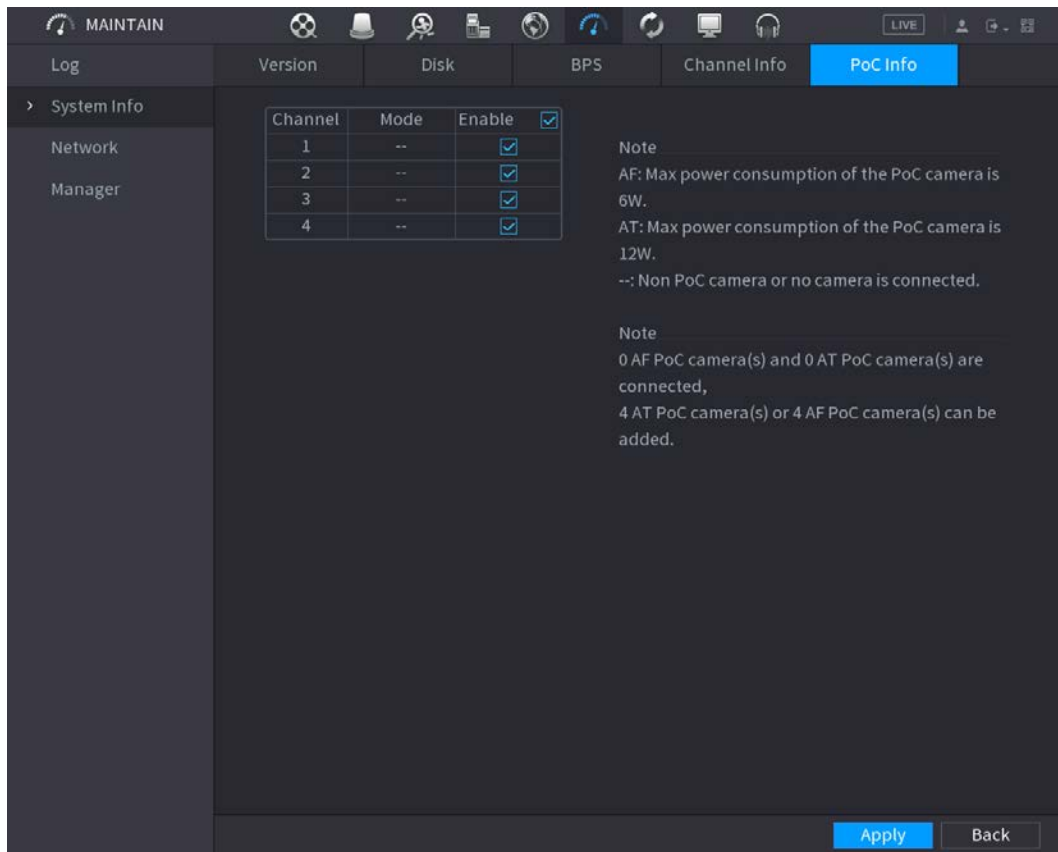 MAINTAIN
LIVE
Log
Version
Disk
BPS
Channel Info
PoC Info
System Info
Network
Manager
Channel Mode Enable
1 --
2 --
3 --
4 --
Note
AF: Max power consumption of the PoC camera is
6W.
AT: Max power consumption of the PoC camera is
12W.
--: Non PoC camera or no camera is connected.
Note
0 AF PoC camera(s) and 0 AT PoC camera(s) are
connected,
4 AT PoC camera(s) or 4 AF PoC camera(s) can be
added.
Apply
Back